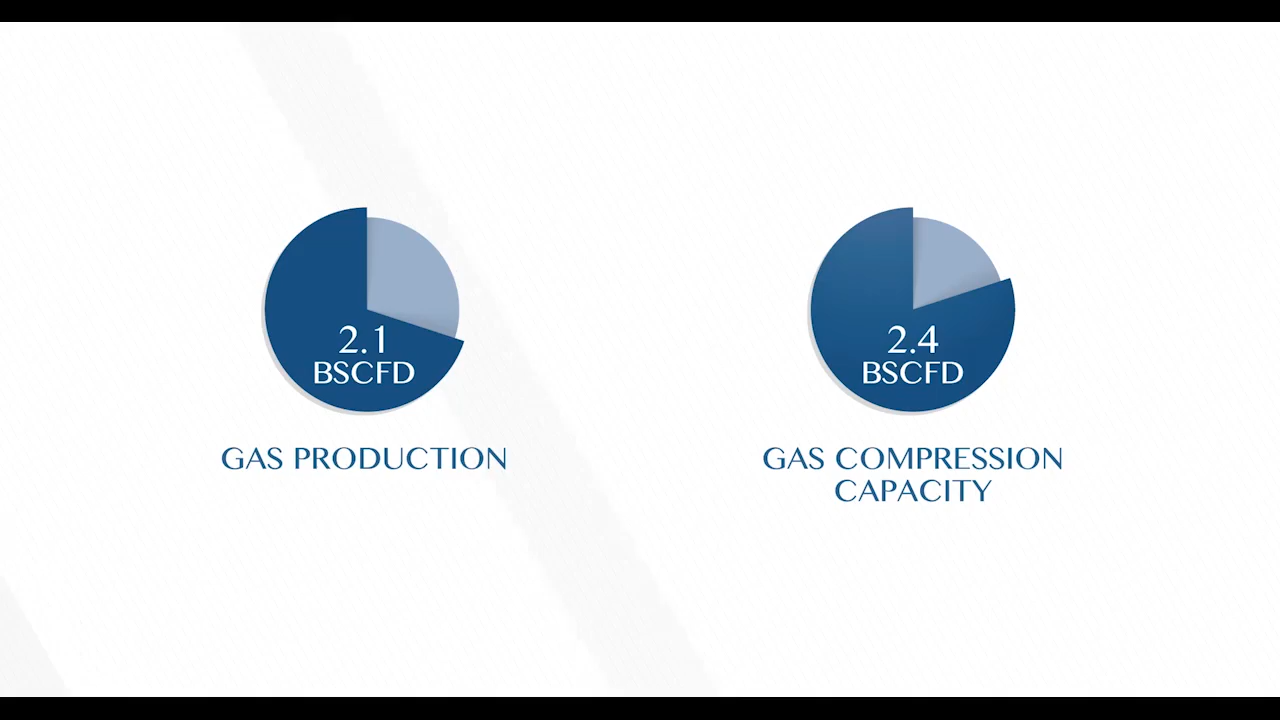 2.1
BSCFD
GAS PRODUCTION
2.4
BSCFD
GAS COMPRESSION
CAPACITY